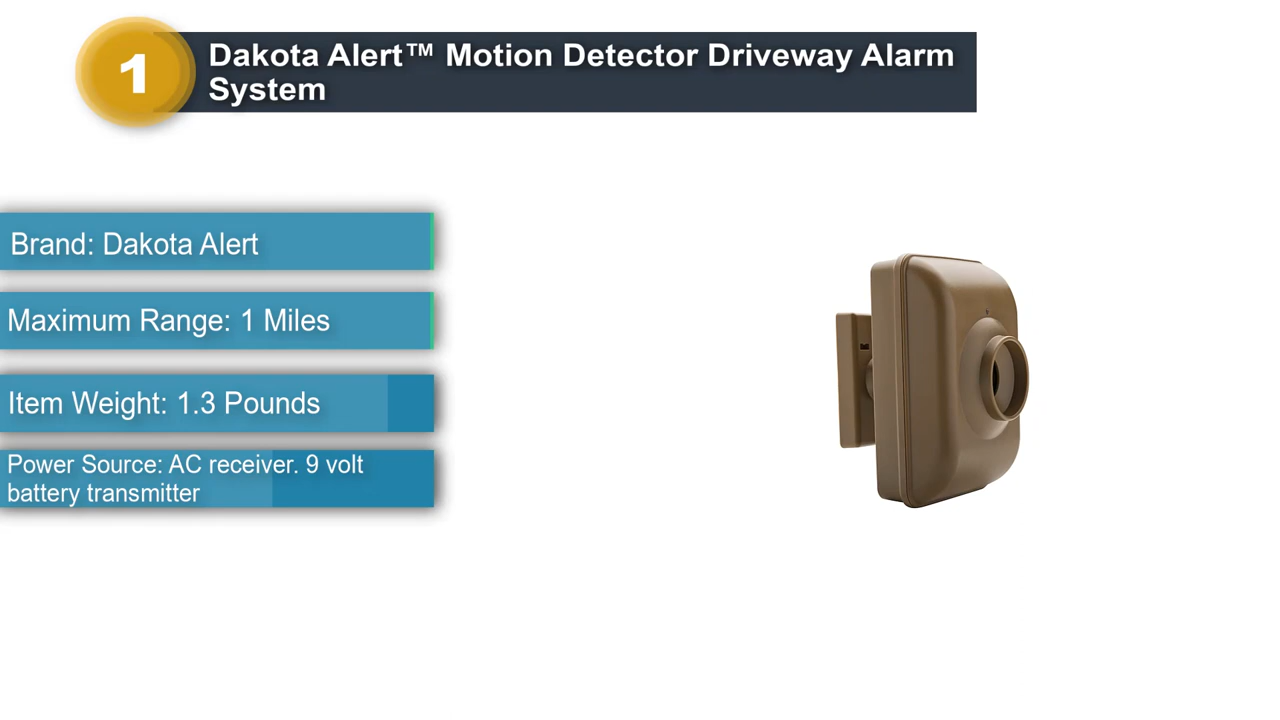 1
Dakota Alert™ Motion Detector Driveway Alarm
System
Brand: Dakota Alert
Maximum Range: 1 Miles
Item Weight: 1.3 Pounds
Power Source: AC receiver. 9 volt
battery transmitter